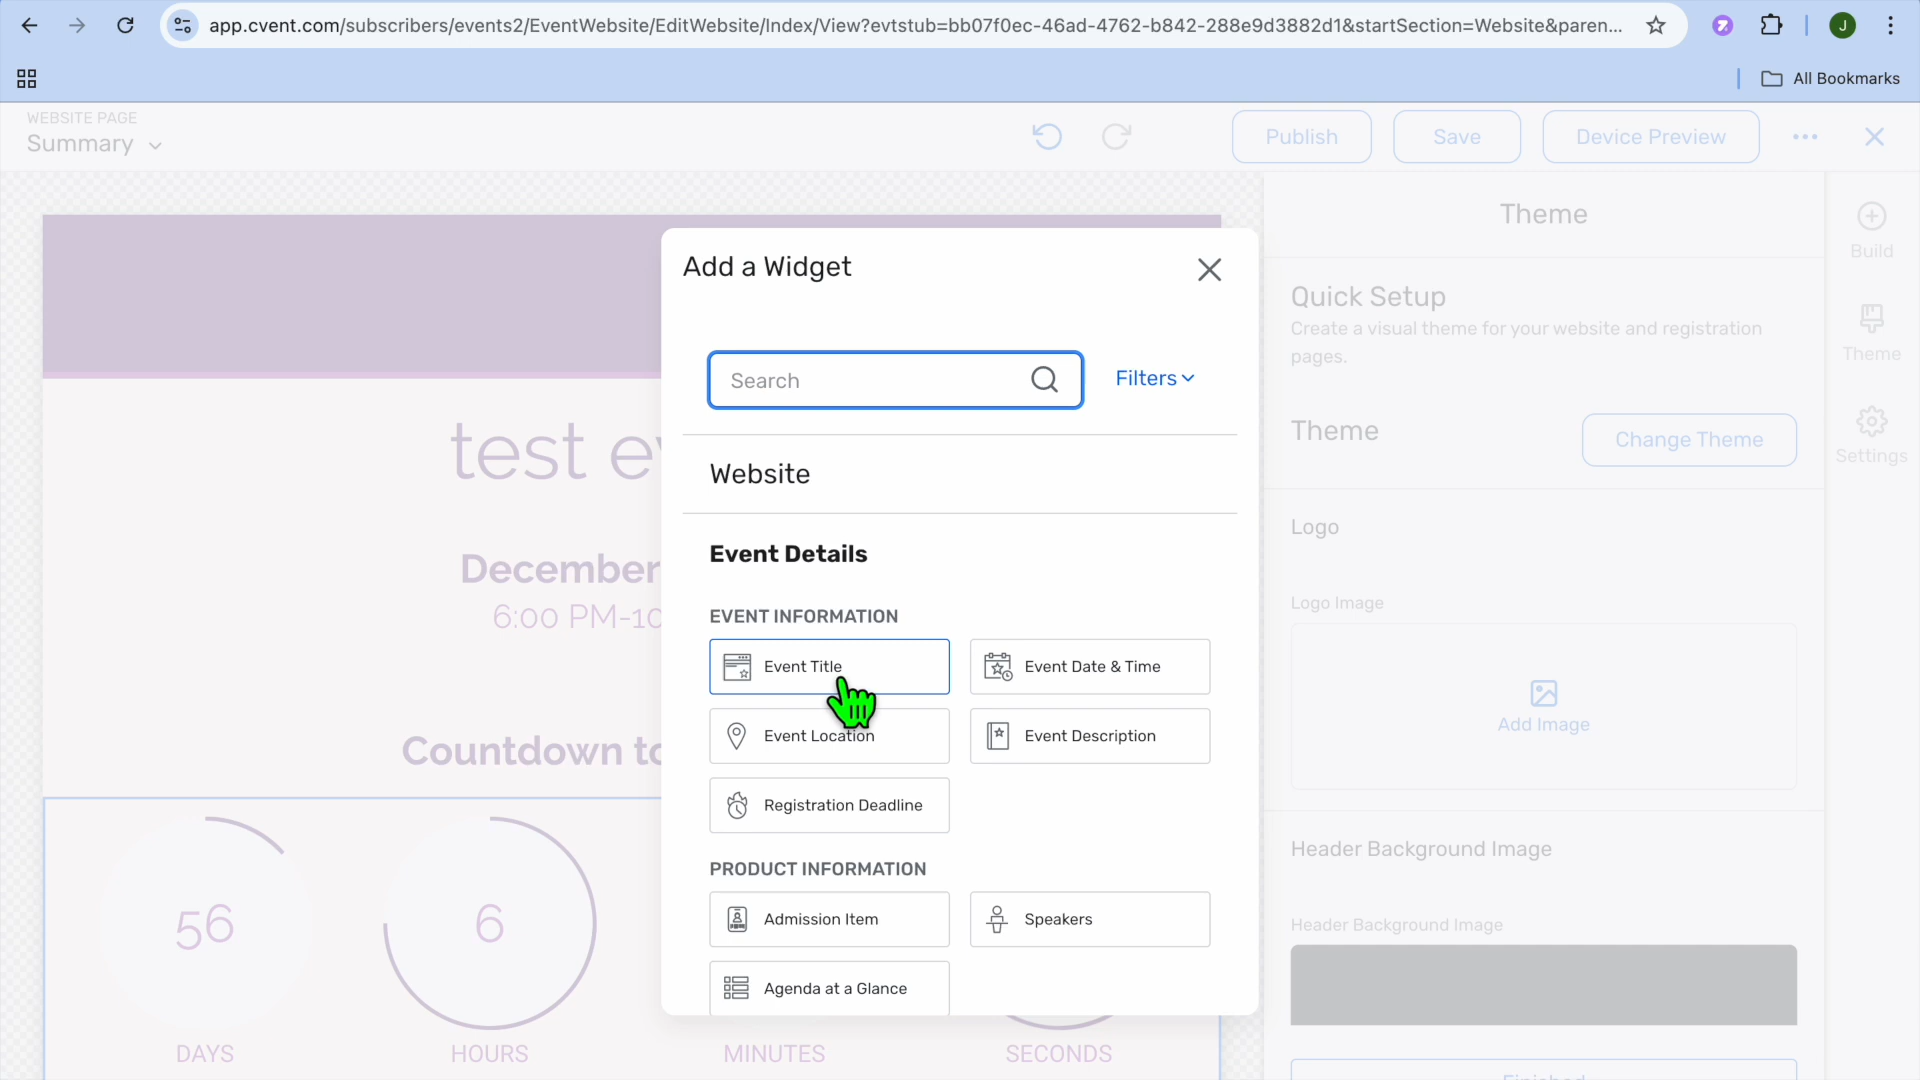 app.cvent.com/subscribers/events2/EventWebsite/EditWebsite/Index/View?evtstub=bb07f0ec-46ad-4762-b842-288e9d3882d1&startSection=Website&paren...
J
All Bookmarks
WEBSITE PAGE
Summary
Publish
Save
Device Preview
Add a Widget
Search
Filters
Website
Event Details
EVENT INFORMATION
Event Title
Event Date & Time
Event Location
Event Description
Registration Deadline
PRODUCT INFORMATION
Admission Item
Speakers
Agenda at a Glance
test ev
December
6:00 PM-10
Countdown to
56
6
DAYS
HOURS
MINUTES
SECONDS
Theme
Quick Setup
Create a visual theme for your website and registration
pages.
Theme
Change Theme
Logo
Logo Image
Add Image
Header Background Image
Header Background Image
Finished
Build
Theme
Settings